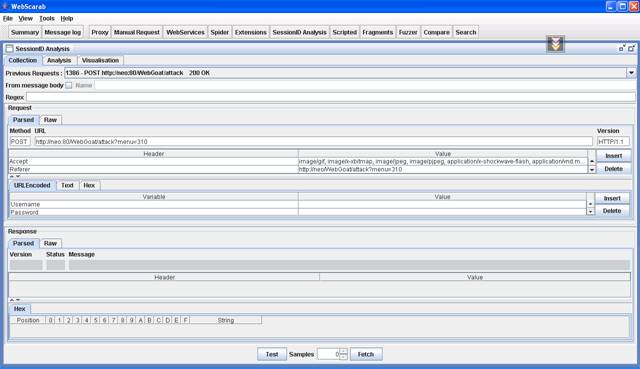 WebScarab
File View Tools Help
Summary Message log Proxy Manual Request WebServices Spider Extensions SessionID Analysis Scripted Fragments Fuzzer Compare Search
SessionID Analysis
Collection Analysis Visualisation
Previous Requests : 1386 - POST http://neo:80/WebGoat/attack 200 OK
From message body Name
Regex
Request
Parsed Raw
Method URL Version
POST http://neo:80/WebGoat/attack?menu=310 HTTP/1.1
Header Value
Accept image/gif, image/x-xbitmap, image/jpeg, image/pjpeg, application/x-shockwave-flash, application/vnd.m... Insert
Referer http://neo/WebGoat/attack?menu=310 Delete
URLEncoded Text Hex
Variable Value Insert
Username
Password Delete
Response
Parsed Raw
Version Status Message
Header Value
Hex
Position 0 1 2 3 4 5 6 7 8 9 A B C D E F String
Test Samples 0 Fetch